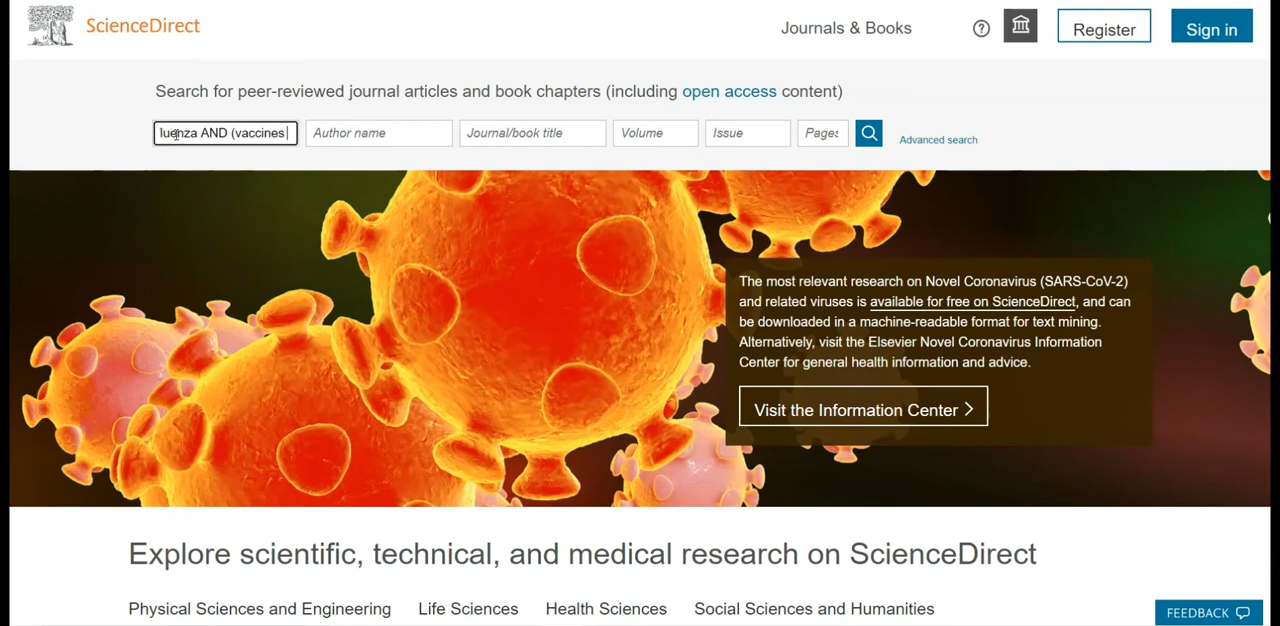 ScienceDirect
Journals & Books
Register
Sign in
Search for peer-reviewed journal articles and book chapters (including open access content)
luenza AND (vaccines
Author name
Journal/book title
Volume
Issue
Pages
Advanced search
The most relevant research on Novel Coronavirus (SARS-CoV-2)
and related viruses is available for free on ScienceDirect, and can
be downloaded in a machine-readable format for text mining.
Alternatively, visit the Elsevier Novel Coronavirus Information
Center for general health information and advice.
Visit the Information Center
Explore scientific, technical, and medical research on ScienceDirect
Physical Sciences and Engineering
Life Sciences
Health Sciences
Social Sciences and Humanities
FEEDBACK